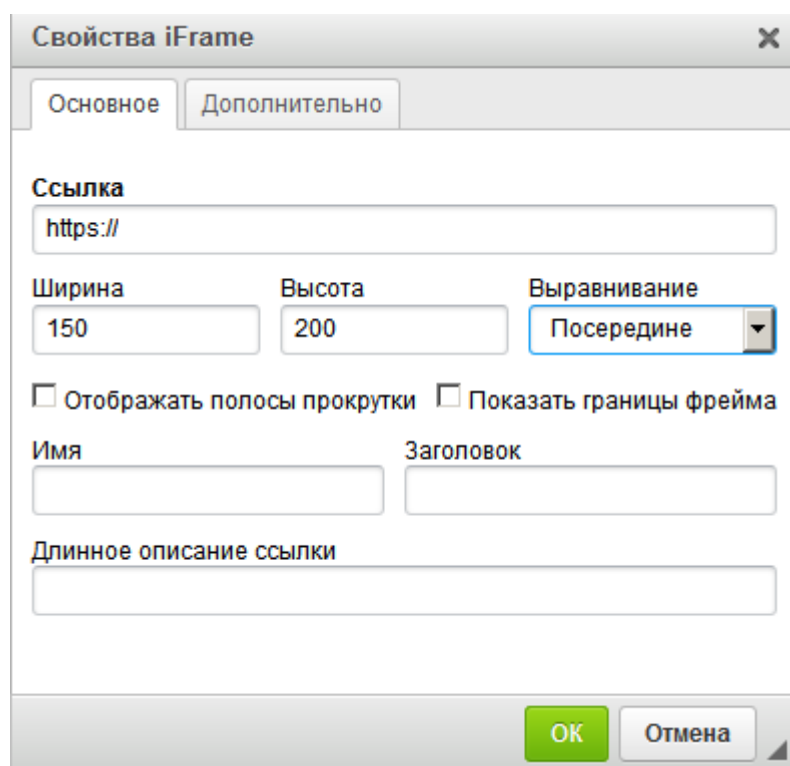 Свойства iFrame
Основное Дополнительно
Ссылка
https://
Ширина Высота Выравнивание
150 200 Посередине
Отображать полосы прокрутки Показать границы фрейма
Имя Заголовок
Длинное описание ссылки
ОК Отмена